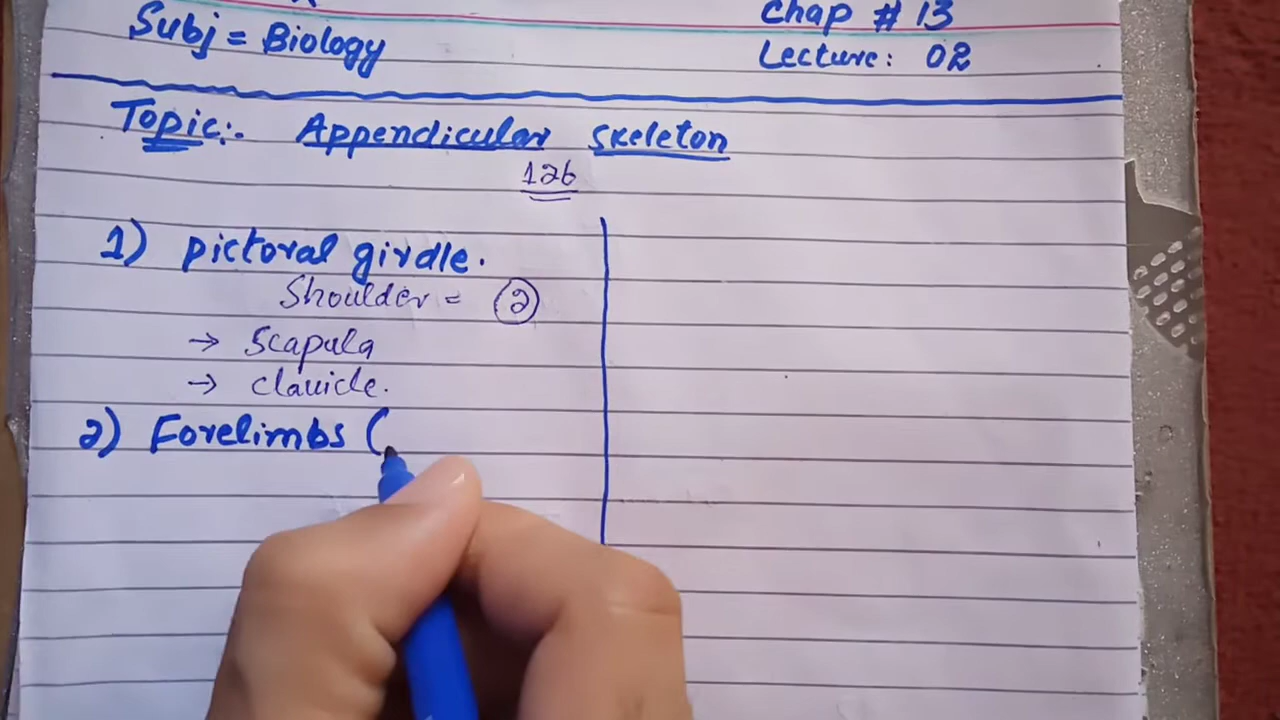 Chap # 13
Subj = Biology
Lecture: 02
Topic:. Appendicular skeleton
126
1) pictoral girdle.
Shoulder = 2
→ Scapula
→ clavicle.
2) Forelimbs (